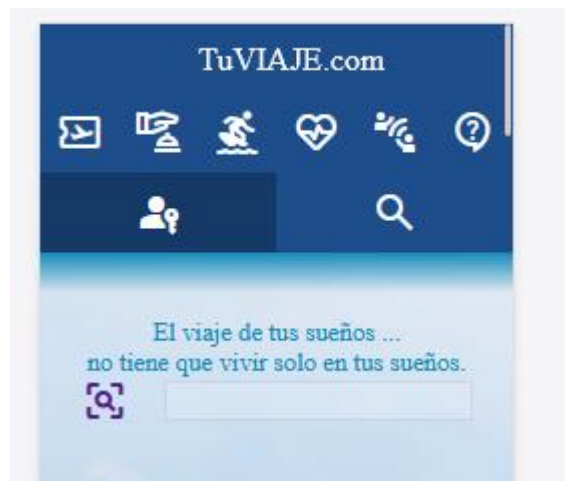 TuVIAJE.com
El viaje de tus sueños ...
no tiene que vivir solo en tus sueños.